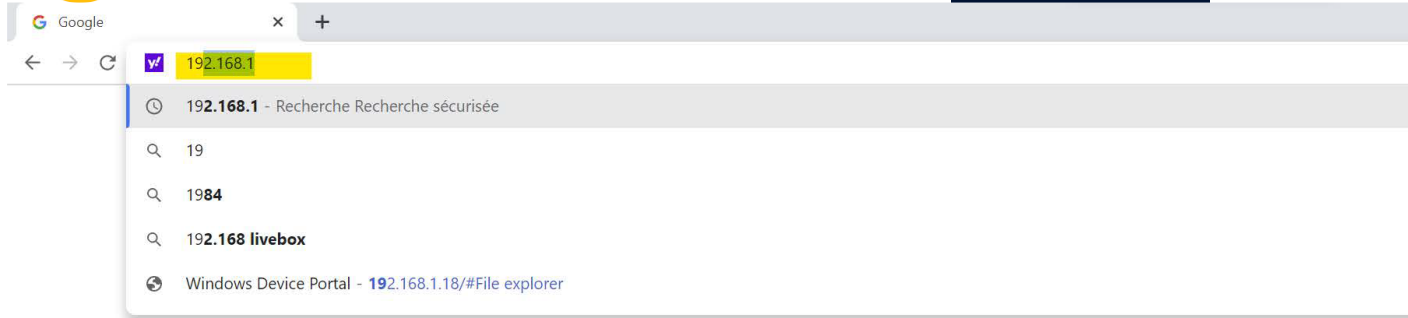 Google
192.168.1
192.168.1 - Recherche Recherche sécurisée
19
1984
192.168 livebox
Windows Device Portal - 192.168.1.18/#File explorer